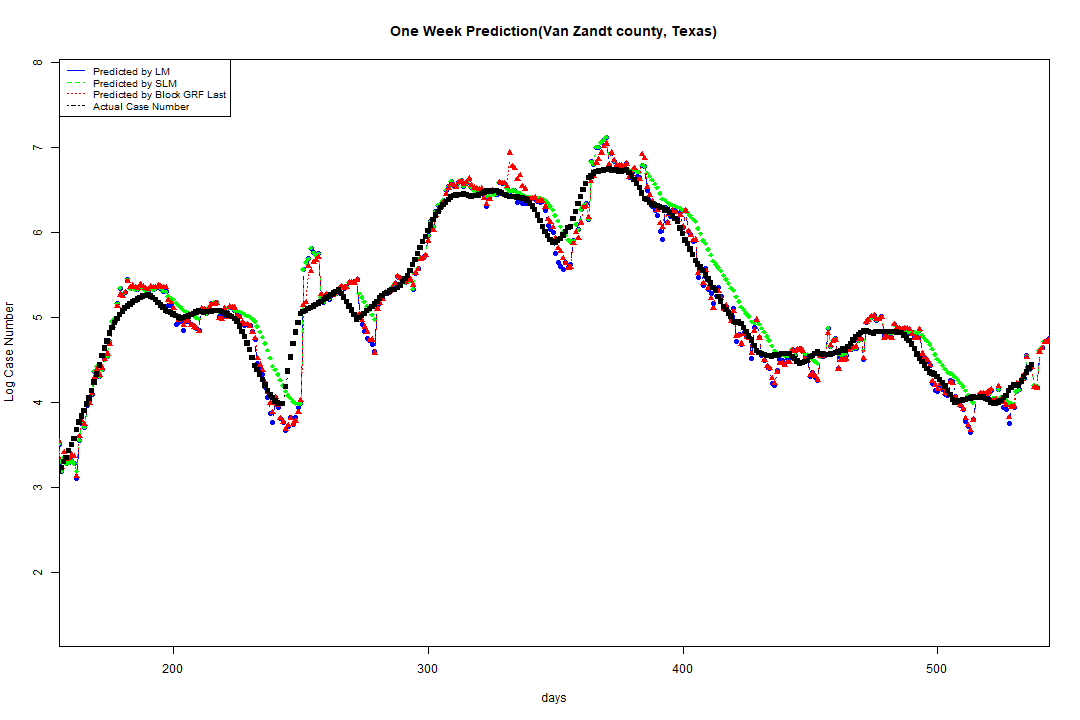 One Week Prediction(Van Zandt county, Texas)
Predicted by LM
Predicted by SLM
Predicted by Block GRF Last
Actual Case Number
8
7
6
5
4
3
2
Log Case Number
200 300 400 500
days